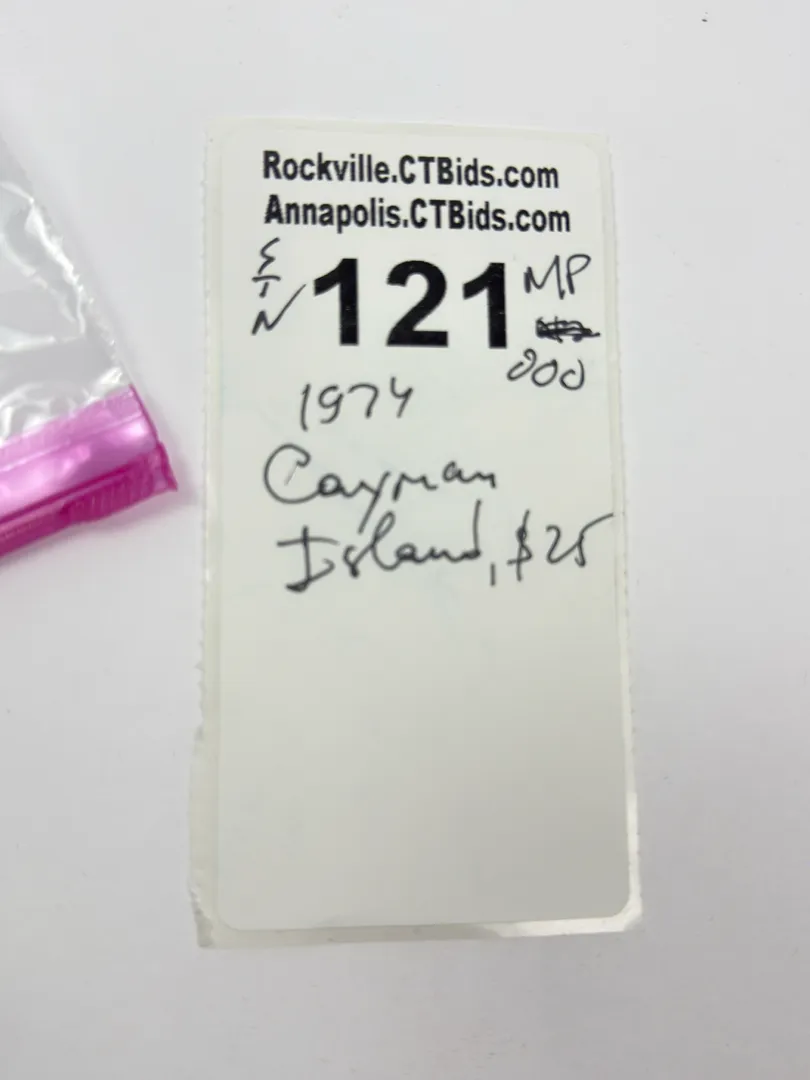 Rockville.CTBids.com
Annapolis.CTBids.com
121 MP
000
1974
Cayman
Island, $25